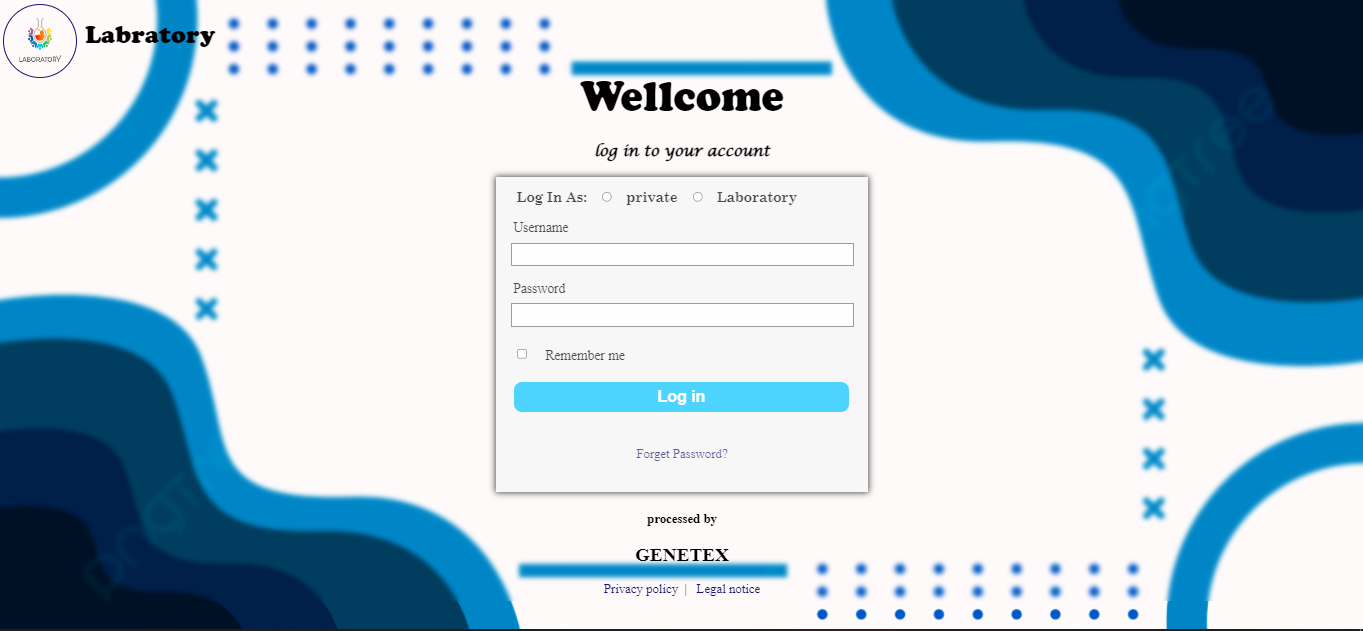 LABORATORY
Labratory
Wellcome
log in to your account
Log In As: private Laboratory
Username
Password
Remember me
Log in
Forget Password?
processed by
GENETEX
Privacy policy | Legal notice